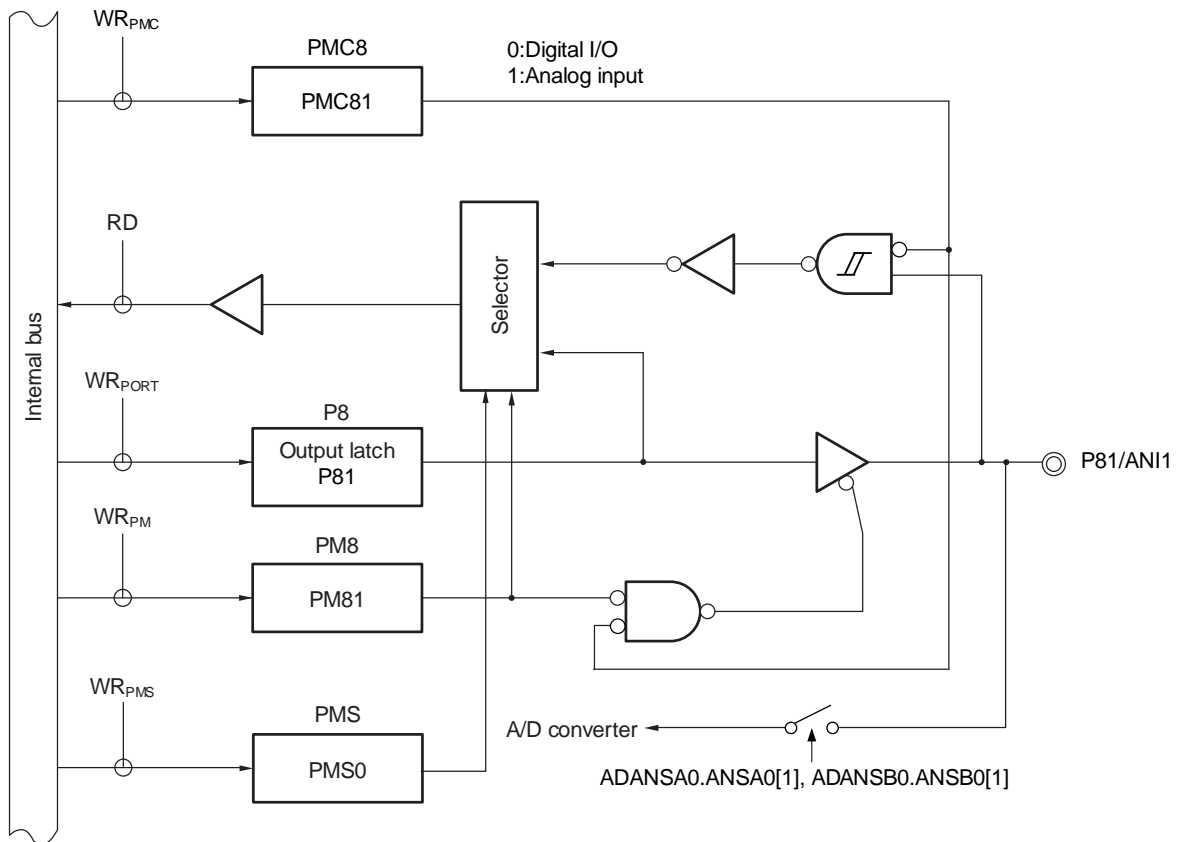 WRPMC
PMC8
0:Digital I/O
1:Analog input
PMC81
RD
Selector
Internal bus
WRPORT
P8
Output latch
P81
P81/ANI1
WRPM
PM8
PM81
WRPMS
PMS
A/D converter
PMS0
ADANSA0.ANSA0[1], ADANSB0.ANSB0[1]